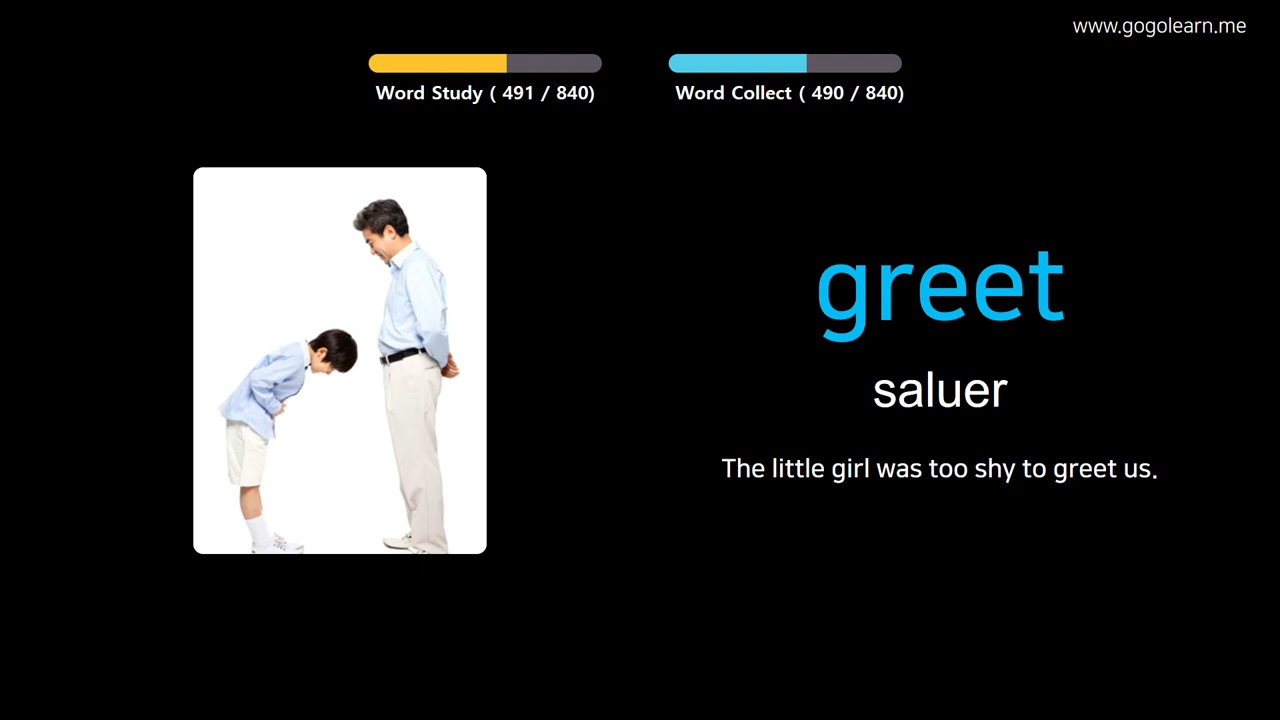 www.gogolearn.me
Word Study ( 491 / 840)
Word Collect ( 490 / 840)
greet
saluer
The little girl was too shy to greet us.